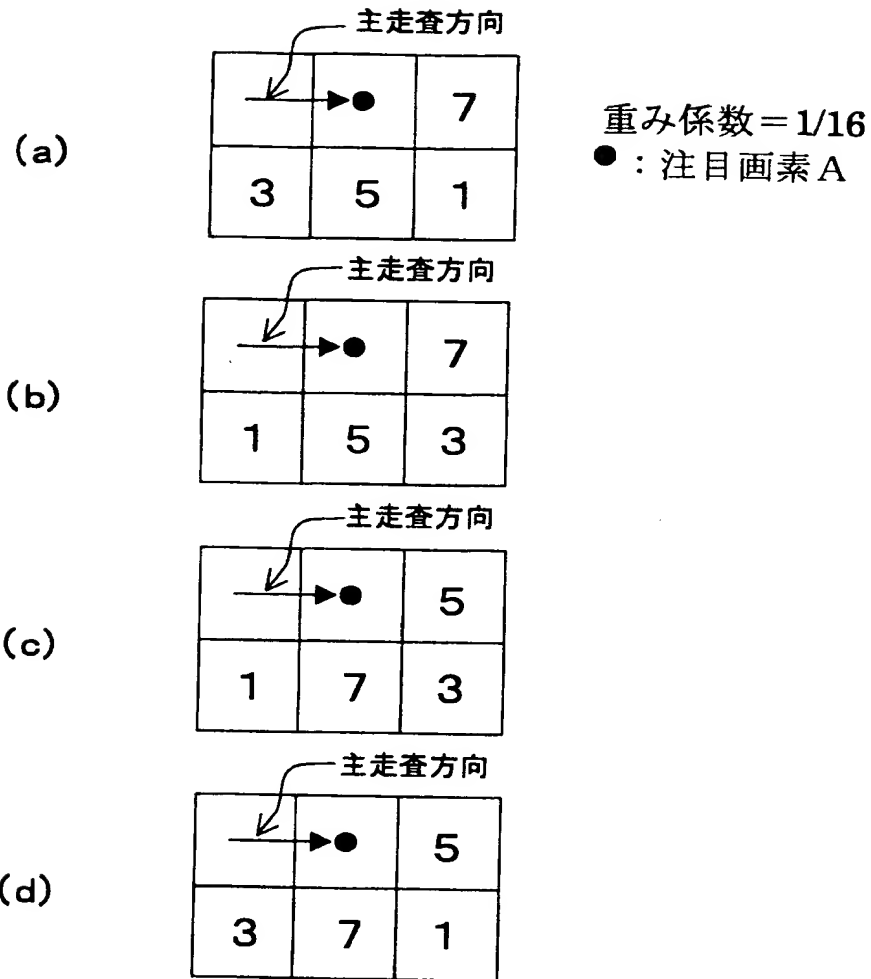 主走査方向
7
重み係数=1/16
(a)
●:注目画素A
3 5 1
主走査方向
7
(b)
1 5 3
主走査方向
5
(c)
1 7 3
主走査方向
5
(d)
3 7 1